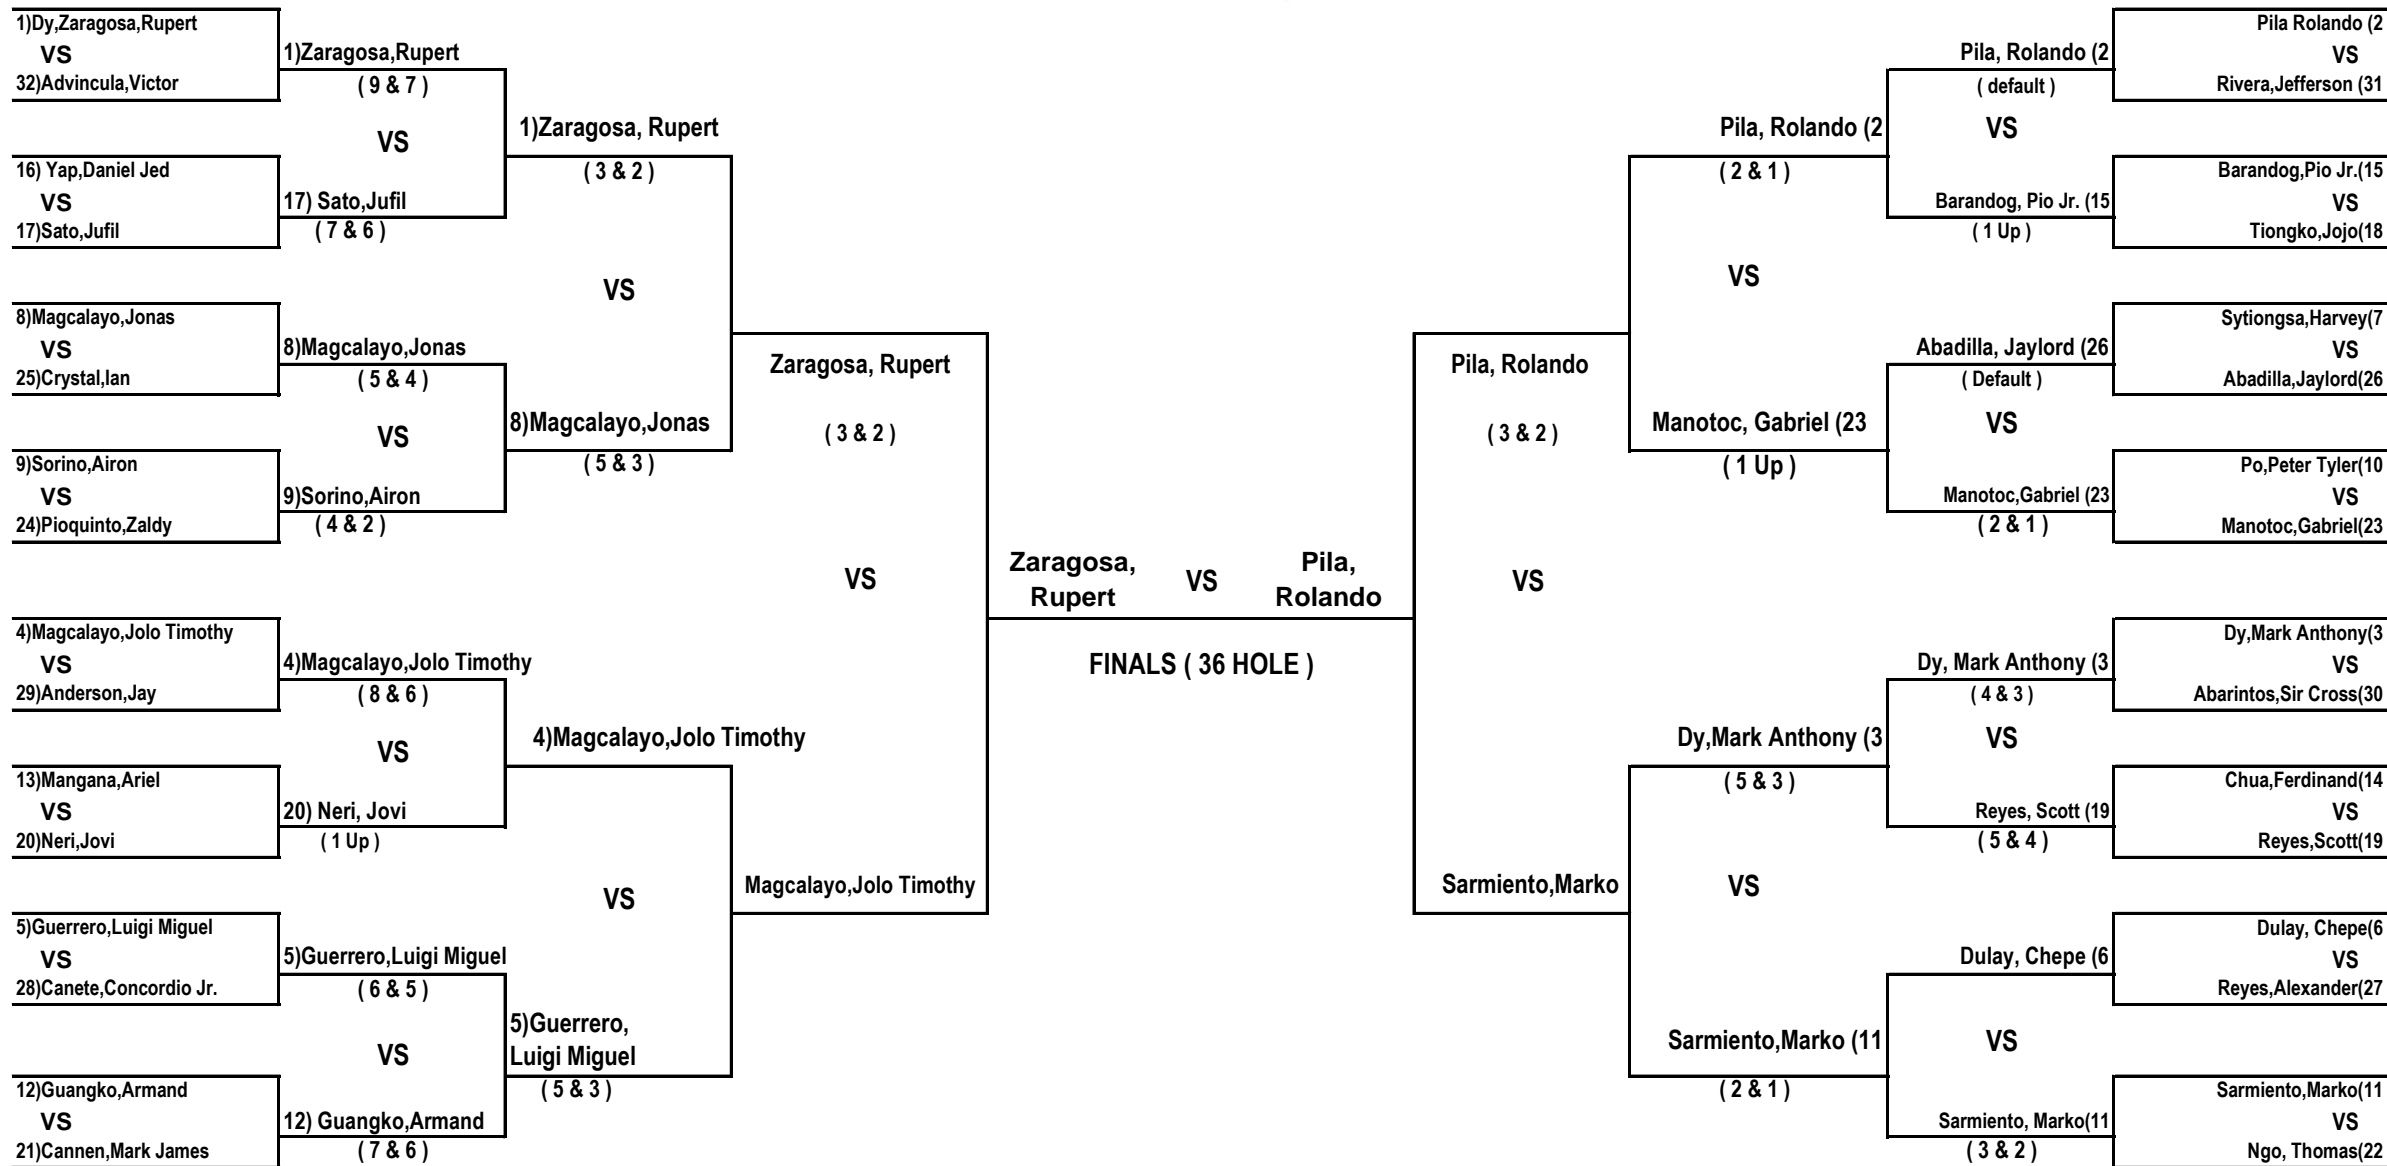 1)Dy,Zaragosa,Rupert
VS
32)Advincula,Victor
16) Yap,Daniel Jed
VS
17)Sato,Jufil
8)Magcalayo,Jonas
VS
25)Crystal,Ian
9)Sorino,Airon
VS
24)Pioquinto,Zaldy
4)Magcalayo,Jolo Timothy
VS
29)Anderson,Jay
13)Mangana,Ariel
VS
20)Neri,Jovi
5)Guerrero,Luigi Miguel
VS
28)Canete,Concordio Jr.
12)Guangko,Armand
VS
21)Cannen,Mark James
1)Zaragosa,Rupert
( 9 & 7 )
VS
17) Sato,Jufil
( 7 & 6 )
8)Magcalayo,Jonas
( 5 & 4 )
VS
9)Sorino,Airon
( 4 & 2 )
4)Magcalayo,Jolo Timothy
( 8 & 6 )
VS
20) Neri, Jovi
( 1 Up )
5)Guerrero,Luigi Miguel
( 6 & 5 )
VS
12) Guangko,Armand
( 7 & 6 )
1)Zaragosa, Rupert
( 3 & 2 )
VS
8)Magcalayo,Jonas
( 5 & 3 )
4)Magcalayo,Jolo Timothy
VS
5)Guerrero,
Luigi Miguel
( 5 & 3 )
Zaragosa, Rupert
( 3 & 2 )
VS
Magcalayo,Jolo Timothy
Zaragosa,
Rupert
VS
Pila,
Rolando
FINALS ( 36 HOLE )
Pila, Rolando
( 3 & 2 )
VS
Sarmiento,Marko
Pila, Rolando (2
( 2 & 1 )
VS
Manotoc, Gabriel (23
( 1 Up )
Dy,Mark Anthony (3
( 5 & 3 )
VS
Sarmiento,Marko (11
( 2 & 1 )
Pila, Rolando (2
( default )
VS
Barandog, Pio Jr. (15
( 1 Up )
Abadilla, Jaylord (26
( Default )
VS
Manotoc,Gabriel (23
( 2 & 1 )
Dy, Mark Anthony (3
( 4 & 3 )
VS
Reyes, Scott (19
( 5 & 4 )
Dulay, Chepe (6
VS
Sarmiento, Marko(11
( 3 & 2 )
Pila Rolando (2
VS
Rivera,Jefferson (31
Barandog,Pio Jr.(15
VS
Tiongko,Jojo(18
Sytiongsa,Harvey(7
VS
Abadilla,Jaylord(26
Po,Peter Tyler(10
VS
Manotoc,Gabriel(23
Dy,Mark Anthony(3
VS
Abarintos,Sir Cross(30
Chua,Ferdinand(14
VS
Reyes,Scott(19
Dulay, Chepe(6
VS
Reyes,Alexander(27
Sarmiento,Marko(11
VS
Ngo, Thomas(22